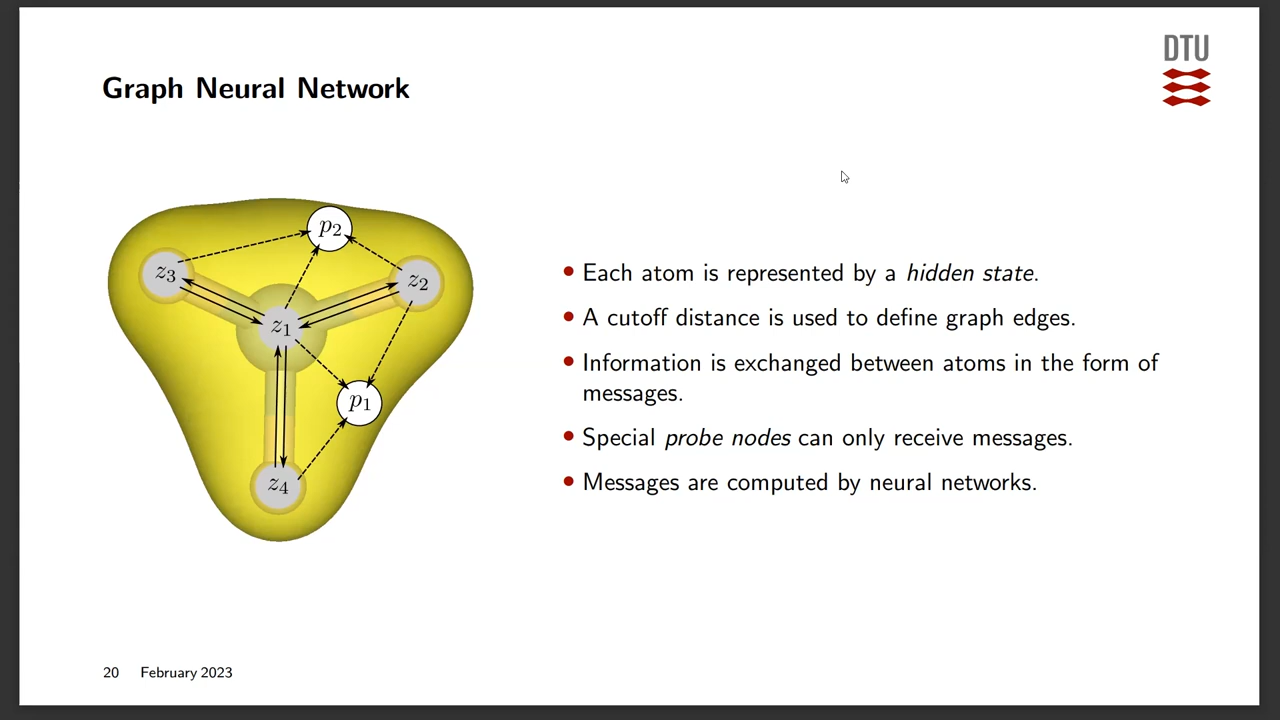 DTU
Graph Neural Network
p2
z3
z2
z1
p1
z4
• Each atom is represented by a hidden state.
• A cutoff distance is used to define graph edges.
• Information is exchanged between atoms in the form of
messages.
• Special probe nodes can only receive messages.
• Messages are computed by neural networks.
20 February 2023